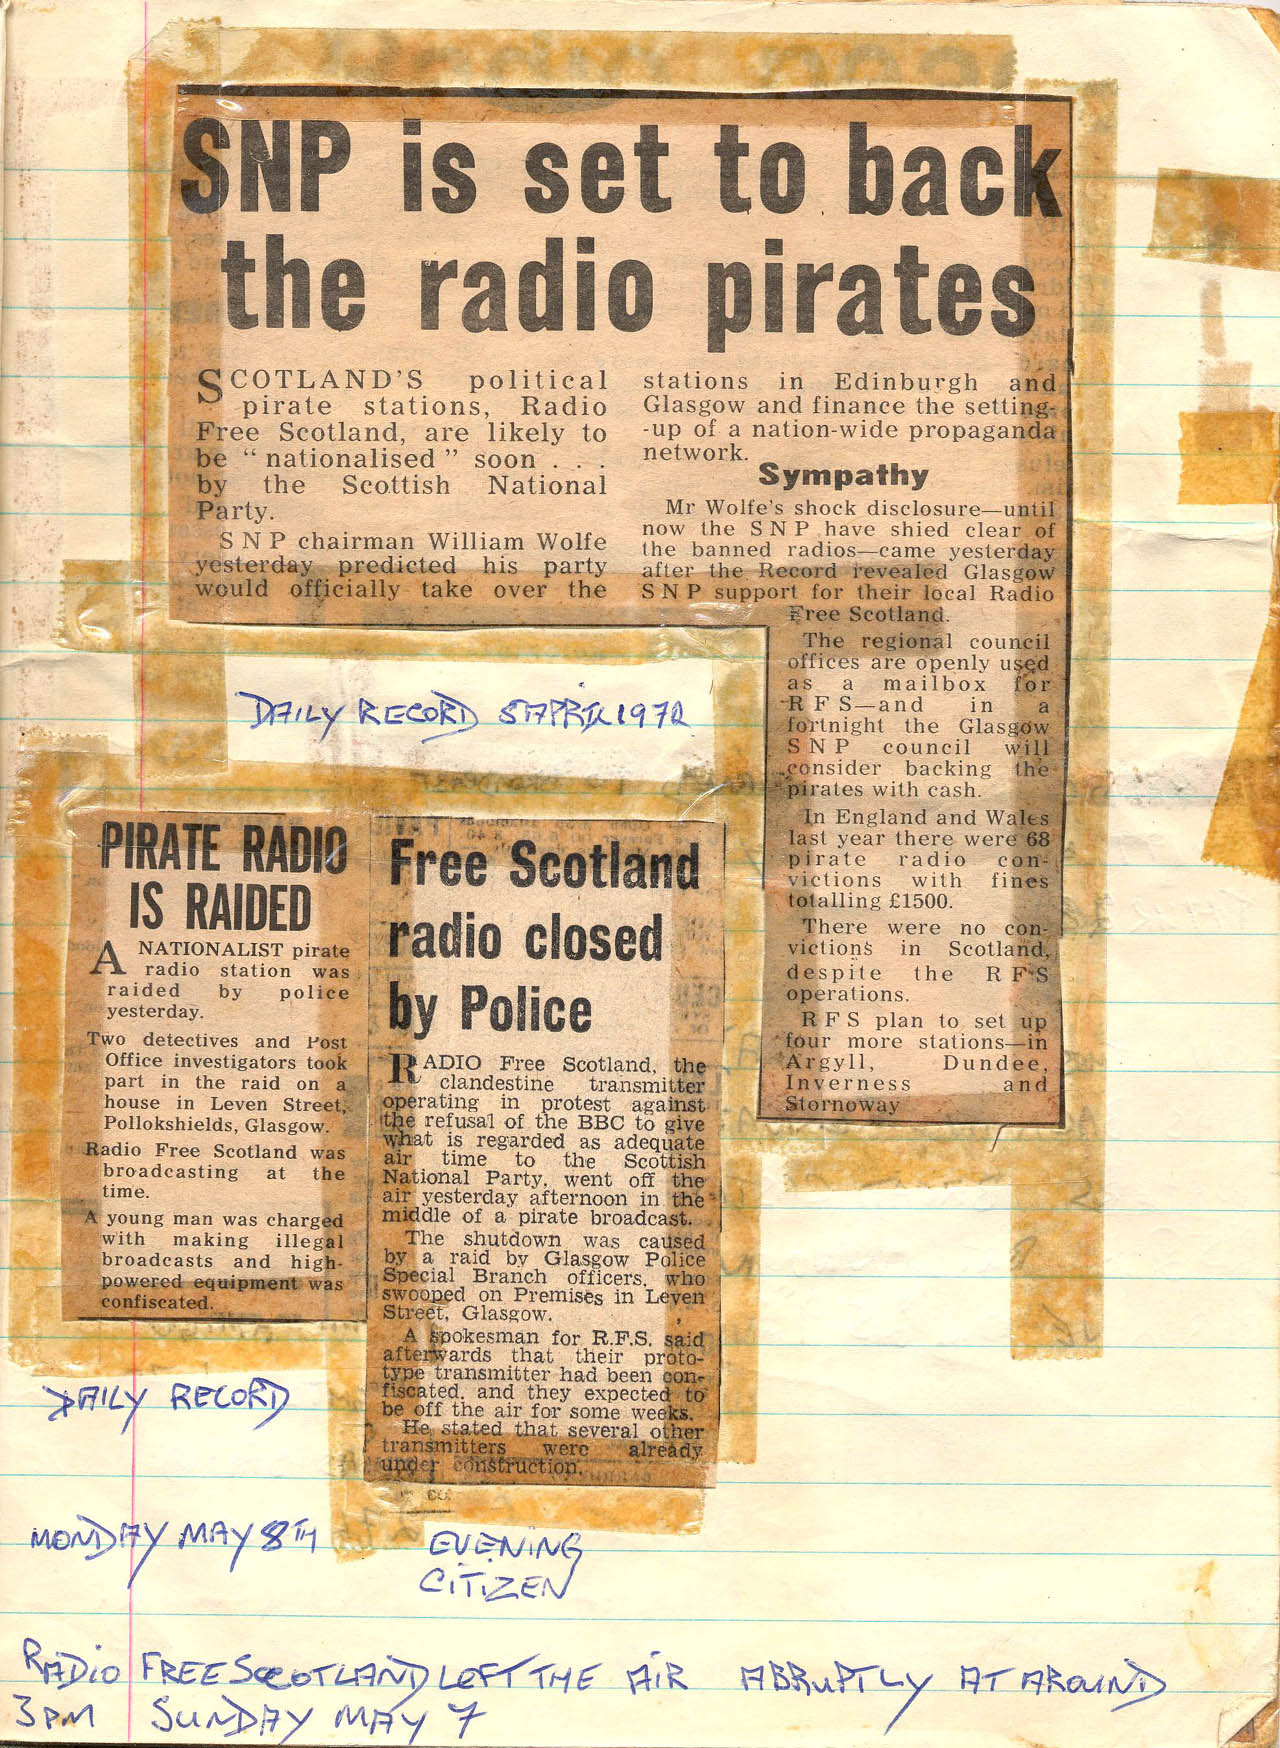 SNP is set to back
the radio pirates
SCOTLAND'S political
pirate stations, Radio
Free Scotland, are likely to
be "nationalised" soon . . .
by the Scottish National
Party.
SNP chairman William Wolfe
yesterday predicted his party
would officially take over the
stations in Edinburgh and
Glasgow and finance the setting-
-up of a nation-wide propaganda
network.
Sympathy
Mr Wolfe's shock disclosure—until
now the SNP have shied clear of
the banned radios—came yesterday
after the Record revealed Glasgow
SNP support for their local Radio
Free Scotland.
The regional council
offices are openly used
as a mailbox for
RFS—and in a
fortnight the Glasgow
SNP council will
consider backing the
pirates with cash.
In England and Wales
last year there were 68
pirate radio con-
victions with fines
totalling £1500.
There were no con-
victions in Scotland,
despite the RFS
operations.
RFS plan to set up
four more stations—in
Argyll, Dundee,
Inverness and
Stornoway
DAILY RECORD 5 APRIL 1972
PIRATE RADIO
IS RAIDED
A NATIONALIST pirate
radio station was
raided by police
yesterday.
Two detectives and Post
Office investigators took
part in the raid on a
house in Leven Street,
Pollokshields, Glasgow.
Radio Free Scotland was
broadcasting at the
time.
A young man was charged
with making illegal
broadcasts and high-
powered equipment was
confiscated.
DAILY RECORD
MONDAY MAY 8TH
Free Scotland
radio closed
by Police
RADIO Free Scotland, the
clandestine transmitter
operating in protest against
the refusal of the BBC to give
what is regarded as adequate
air time to the Scottish
National Party, went off the
air yesterday afternoon in the
middle of a pirate broadcast.
The shutdown was caused
by a raid by Glasgow Police
Special Branch officers, who
swooped on Premises in Leven
Street, Glasgow.
A spokesman for R.F.S. said
afterwards that their proto-
type transmitter had been con-
fiscated, and they expected to
be off the air for some weeks.
He stated that several other
transmitters were already
under construction.
EVENING
CITIZEN
RADIO FREE SCOTLAND LEFT THE AIR ABRUPTLY AT AROUND
3PM SUNDAY MAY 7